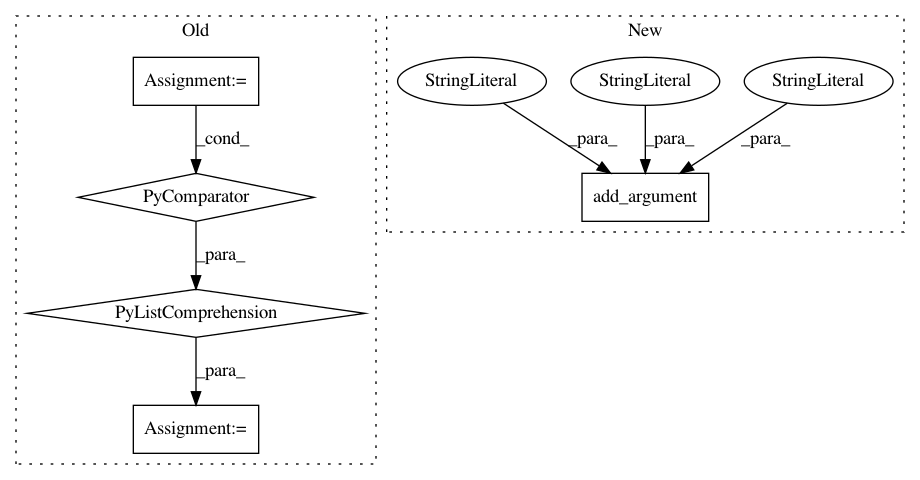 Old
New
Assignment:=
StringLiteral
StringLiteral
StringLiteral
_cond_
_para_
_para_
_para_
PyComparator
add_argument
_para_
PyListComprehension
_para_
Assignment:=